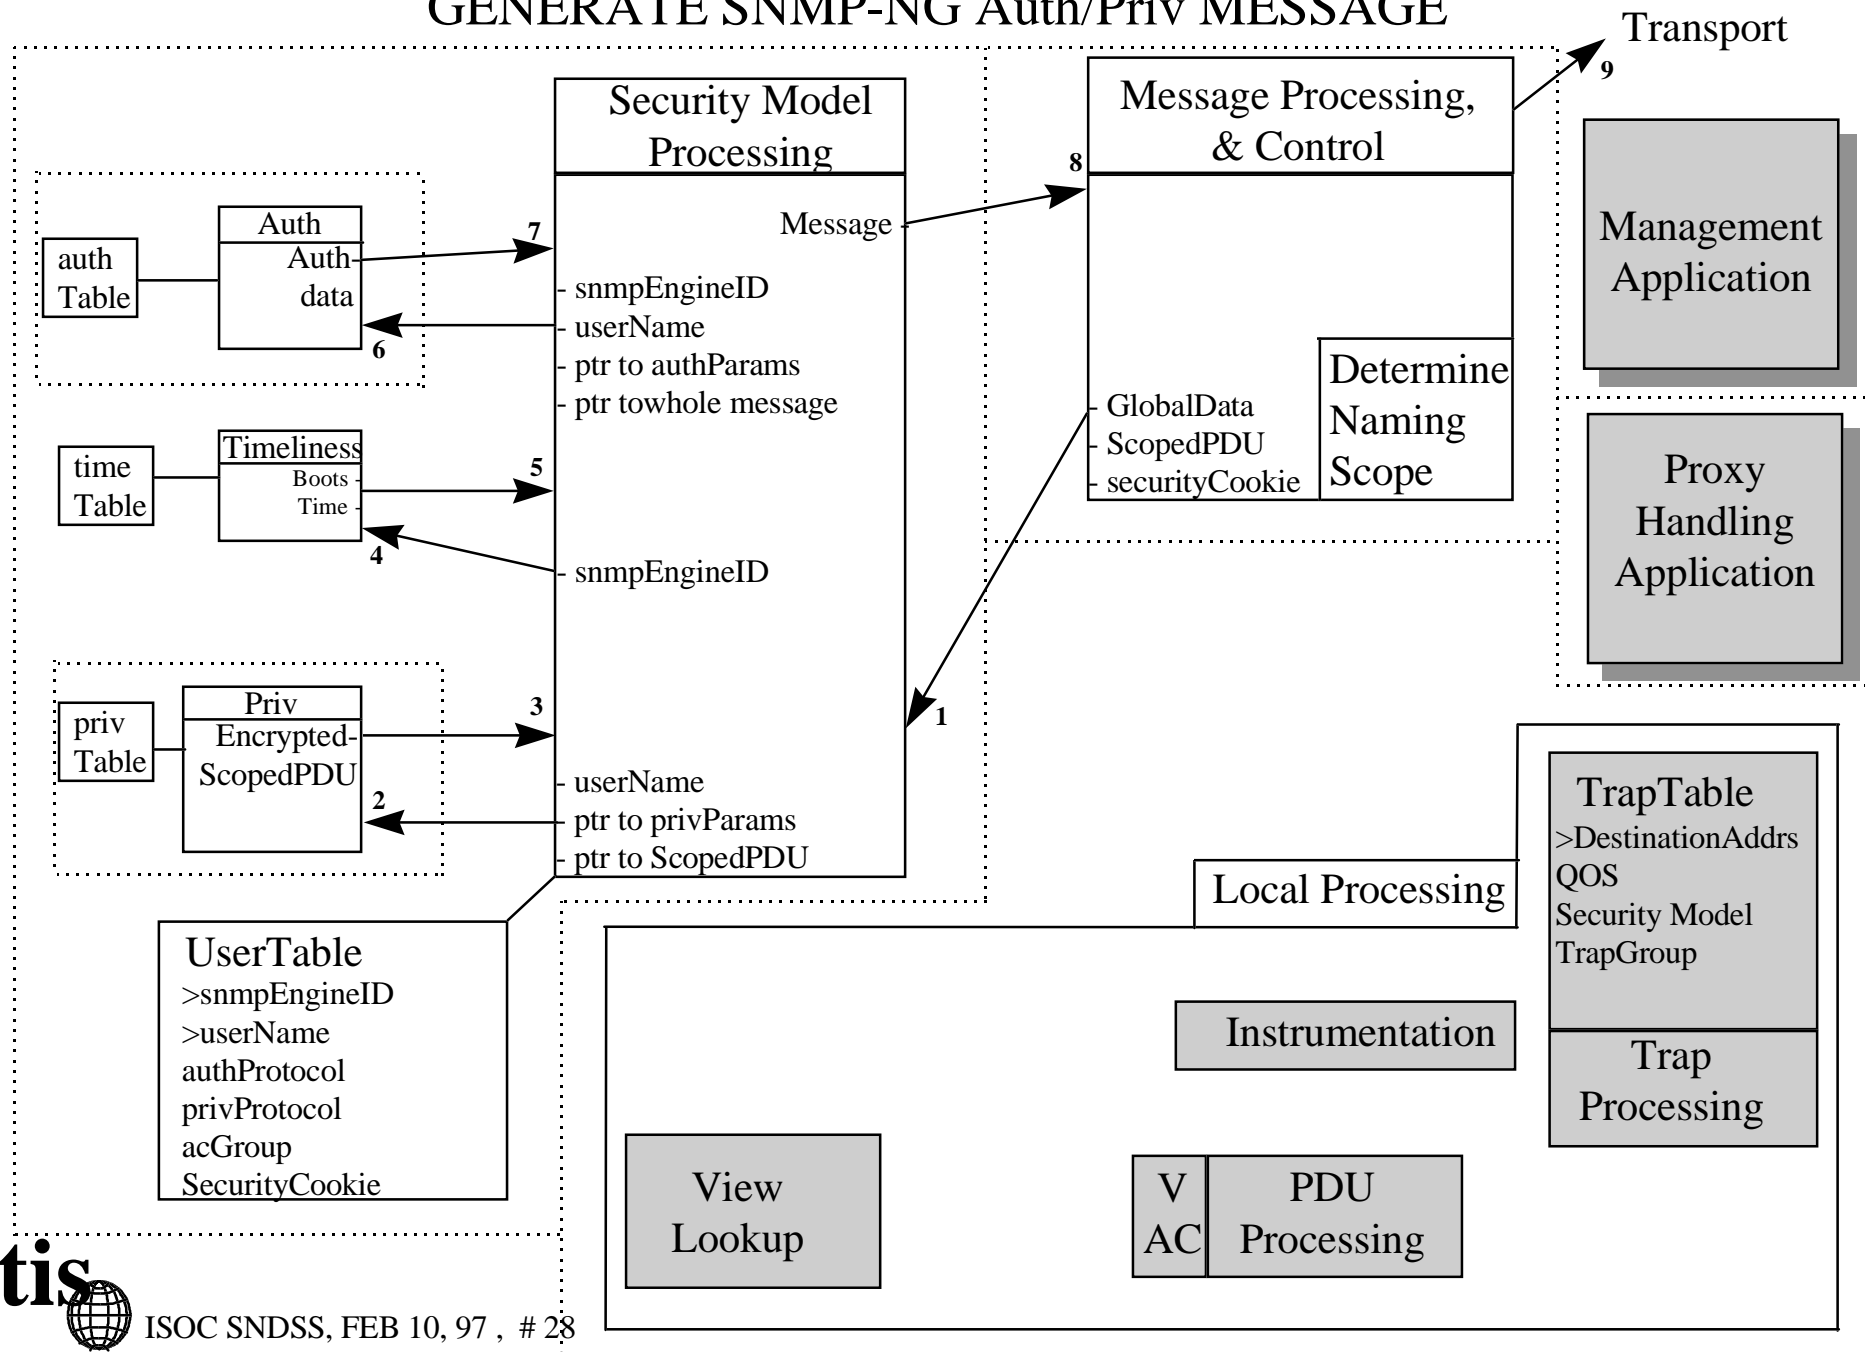 GENERATE SNMP-NG Auth/Priv MESSAGE
Transport
9
Security Model
Processing
Message Processing,
& Control
8
Message -
7
Auth
Auth-
data
auth
Table
6
- snmpEngineID
- userName
- ptr to authParams
- ptr towhole message
Management
Application
Determine
Naming
Scope
- GlobalData
- ScopedPDU
- securityCookie
Timeliness
Boots -
Time -
time
Table
5
4
- snmpEngineID
Proxy
Handling
Application
Priv
Encrypted-
ScopedPDU
priv
Table
3
2
1
- userName
- ptr to privParams
- ptr to ScopedPDU
TrapTable
>DestinationAddrs
QOS
Security Model
TrapGroup
Local Processing
UserTable
>snmpEngineID
>userName
authProtocol
privProtocol
acGroup
SecurityCookie
Instrumentation
Trap
Processing
View
Lookup
V
AC
PDU
Processing
tis
ISOC SNDSS, FEB 10, 97 , # 28